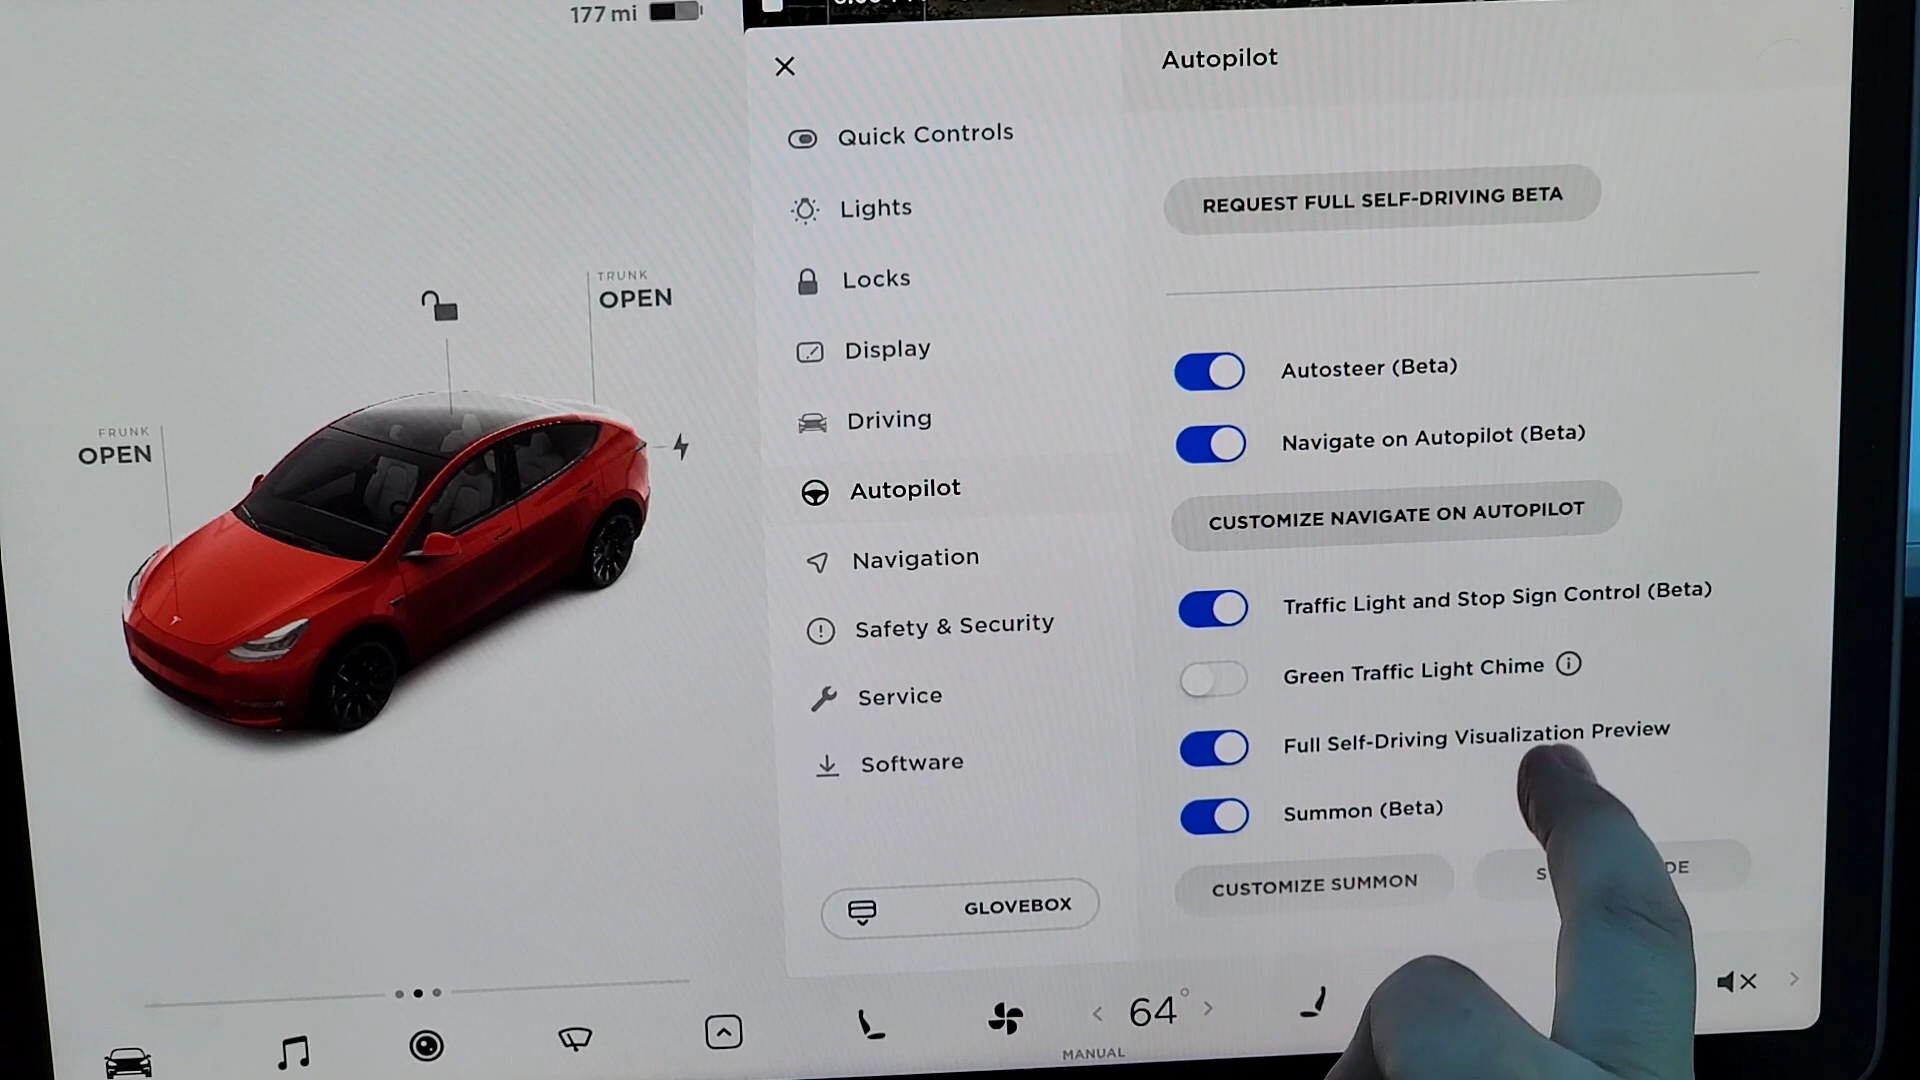 177 mi
Autopilot
Quick Controls
Lights
Locks
Display
Driving
Autopilot
Navigation
Safety & Security
Service
Software
GLOVEBOX
REQUEST FULL SELF-DRIVING BETA
Autosteer (Beta)
Navigate on Autopilot (Beta)
CUSTOMIZE NAVIGATE ON AUTOPILOT
Traffic Light and Stop Sign Control (Beta)
Green Traffic Light Chime
Full Self-Driving Visualization Preview
Summon (Beta)
CUSTOMIZE SUMMON
TRUNK
OPEN
FRUNK
OPEN
64°
MANUAL